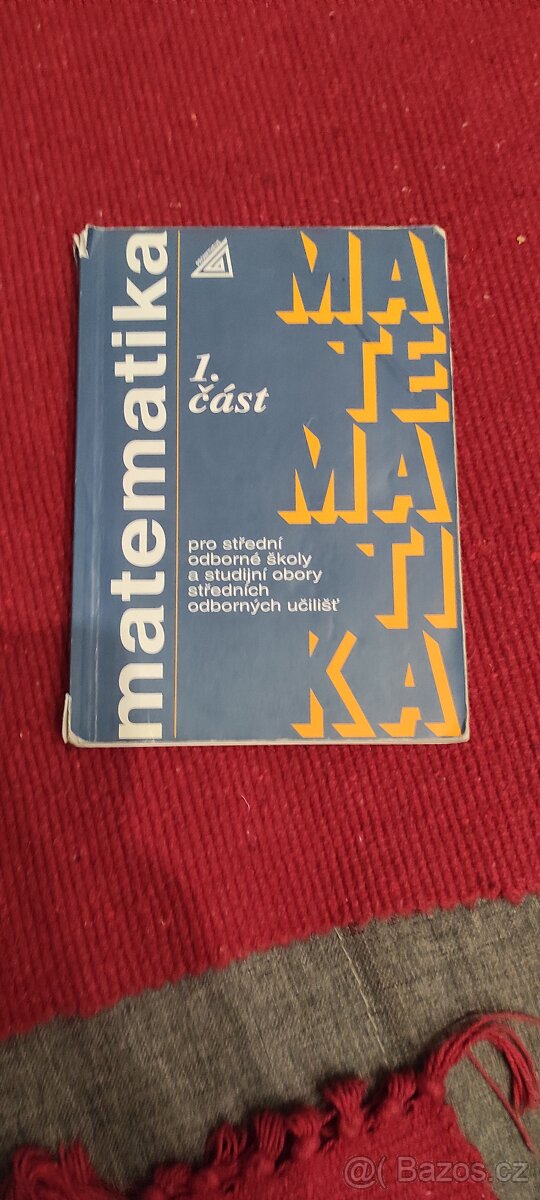 matematika
1.
část
pro střední
odborné školy
a studijní obory
středních
odborných učilišť
MA
TE
MA
TI
KA
@( Bazos.cz